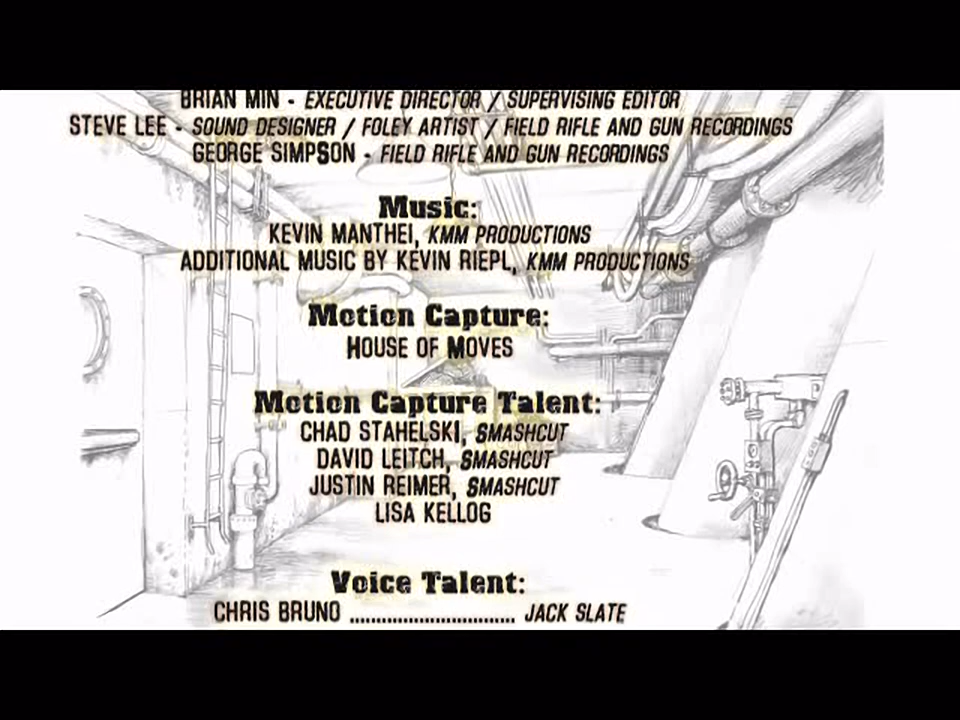 BRIAN MIN - EXECUTIVE DIRECTOR / SUPERVISING EDITOR
STEVE LEE - SOUND DESIGNER / FOLEY ARTIST / FIELD RIFLE AND GUN RECORDINGS
GEORGE SIMPSON - FIELD RIFLE AND GUN RECORDINGS
Music:
KEVIN MANTHEI, KMM PRODUCTIONS
ADDITIONAL MUSIC BY KEVIN RIEPL, KMM PRODUCTIONS
Motion Capture:
HOUSE OF MOVES
Motion Capture Talent:
CHAD STAHELSKI, SMASHCUT
DAVID LEITCH, SMASHCUT
JUSTIN REIMER, SMASHCUT
LISA KELLOG
Voice Talent:
CHRIS BRUNO ............................... JACK SLATE